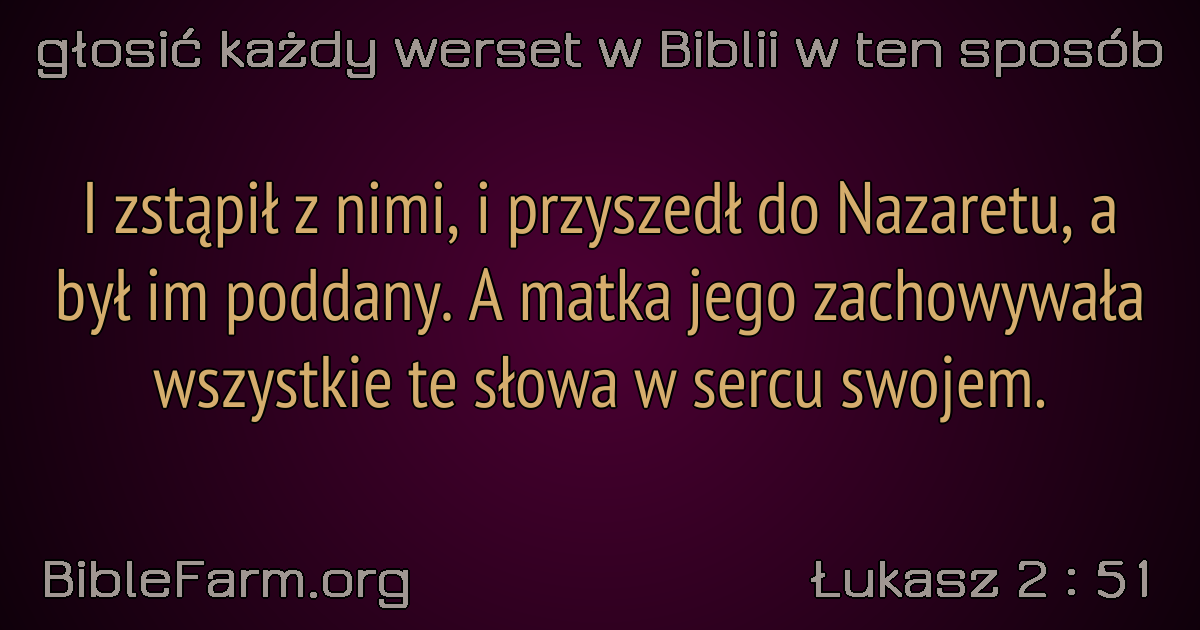 głosić każdy werset w Biblii w ten sposób
I zstąpił z nimi, i przyszedł do Nazaretu, a
był im poddany. A matka jego zachowywała
wszystkie te słowa w sercu swojem.
BibleFarm.org
Łukasz 2 : 51